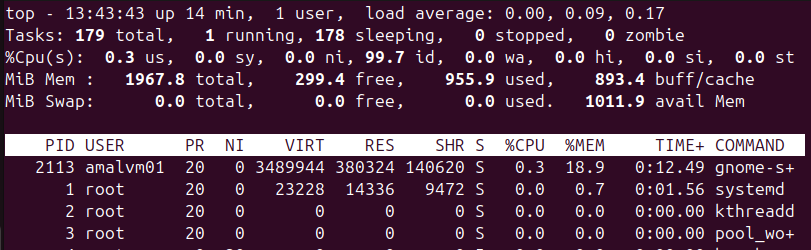 top - 13:43:43 up 14 min,  1 user,  load average: 0.00, 0.09, 0.17
Tasks: 179 total,   1 running, 178 sleeping,   0 stopped,   0 zombie
%Cpu(s):  0.3 us,  0.0 sy,  0.0 ni, 99.7 id,  0.0 wa,  0.0 hi,  0.0 si,  0.0 st
MiB Mem :   1967.8 total,    299.4 free,    955.9 used,    893.4 buff/cache
MiB Swap:      0.0 total,      0.0 free,      0.0 used.   1011.9 avail Mem
PID USER      PR  NI    VIRT    RES    SHR S  %CPU  %MEM     TIME+ COMMAND
2113 amalvm01  20   0 3489944 380324 140620 S   0.3  18.9   0:12.49 gnome-s+
1 root      20   0   23228  14336   9472 S   0.0   0.7   0:01.56 systemd
2 root      20   0       0      0      0 S   0.0   0.0   0:00.00 kthreadd
3 root      20   0       0      0      0 S   0.0   0.0   0:00.00 pool_wo+